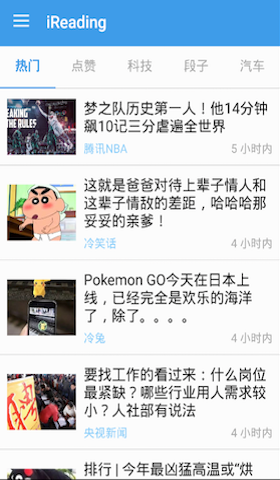 iReading
热门
点赞
科技
段子
汽车
梦之队历史第一人！他14分钟
飙10记三分虐遍全世界
腾讯NBA
5 小时内
这就是爸爸对待上辈子情人和
这辈子情敌的差距，哈哈哈那
妥妥的亲爹！
冷笑话
4 小时内
Pokemon GO今天在日本上
线，已经完全是欢乐的海洋
了，除了。。。。
冷兔
4 小时内
要找工作的看过来：什么岗位
最紧缺？哪些行业用人需求较
小？人社部有说法
央视新闻
4 小时内
排行 | 今年最凶猛高温或“烘